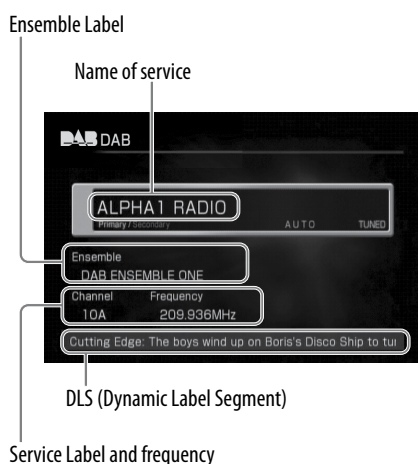 Ensemble Label
Name of service
DAB DAB
ALPHA1 RADIO
Primary / Secondary AUTO TUNED
Ensemble
DAB ENSEMBLE ONE
Channel Frequency
10A 209.936MHz
Cutting Edge: The boys wind up on Boris's Disco Ship to tur
DLS (Dynamic Label Segment)
Service Label and frequency